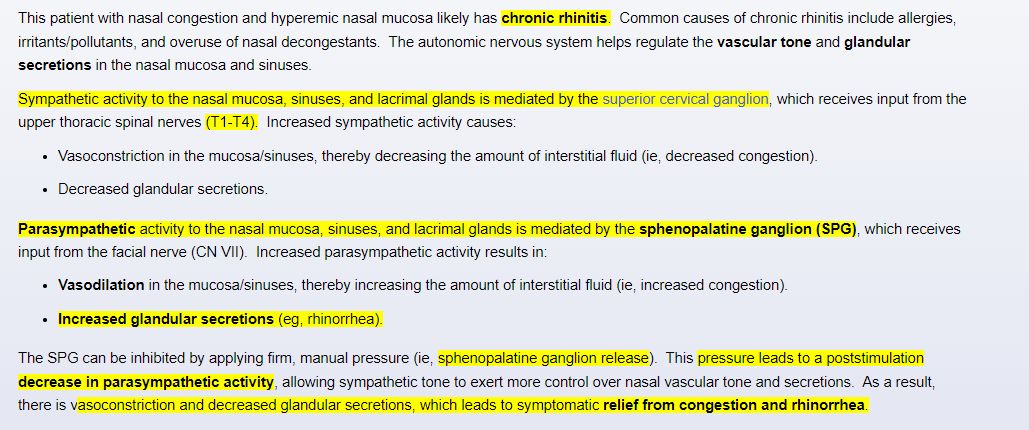 This patient with nasal congestion and hyperemic nasal mucosa likely has chronic rhinitis.  Common causes of chronic rhinitis include allergies,
irritants/pollutants, and overuse of nasal decongestants.  The autonomic nervous system helps regulate the vascular tone and glandular
secretions in the nasal mucosa and sinuses.
Sympathetic activity to the nasal mucosa, sinuses, and lacrimal glands is mediated by the superior cervical ganglion, which receives input from the
upper thoracic spinal nerves (T1-T4).  Increased sympathetic activity causes:
• Vasoconstriction in the mucosa/sinuses, thereby decreasing the amount of interstitial fluid (ie, decreased congestion).
• Decreased glandular secretions.
Parasympathetic activity to the nasal mucosa, sinuses, and lacrimal glands is mediated by the sphenopalatine ganglion (SPG), which receives
input from the facial nerve (CN VII).  Increased parasympathetic activity results in:
• Vasodilation in the mucosa/sinuses, thereby increasing the amount of interstitial fluid (ie, increased congestion).
• Increased glandular secretions (eg, rhinorrhea).
The SPG can be inhibited by applying firm, manual pressure (ie, sphenopalatine ganglion release).  This pressure leads to a poststimulation
decrease in parasympathetic activity, allowing sympathetic tone to exert more control over nasal vascular tone and secretions.  As a result,
there is vasoconstriction and decreased glandular secretions, which leads to symptomatic relief from congestion and rhinorrhea.